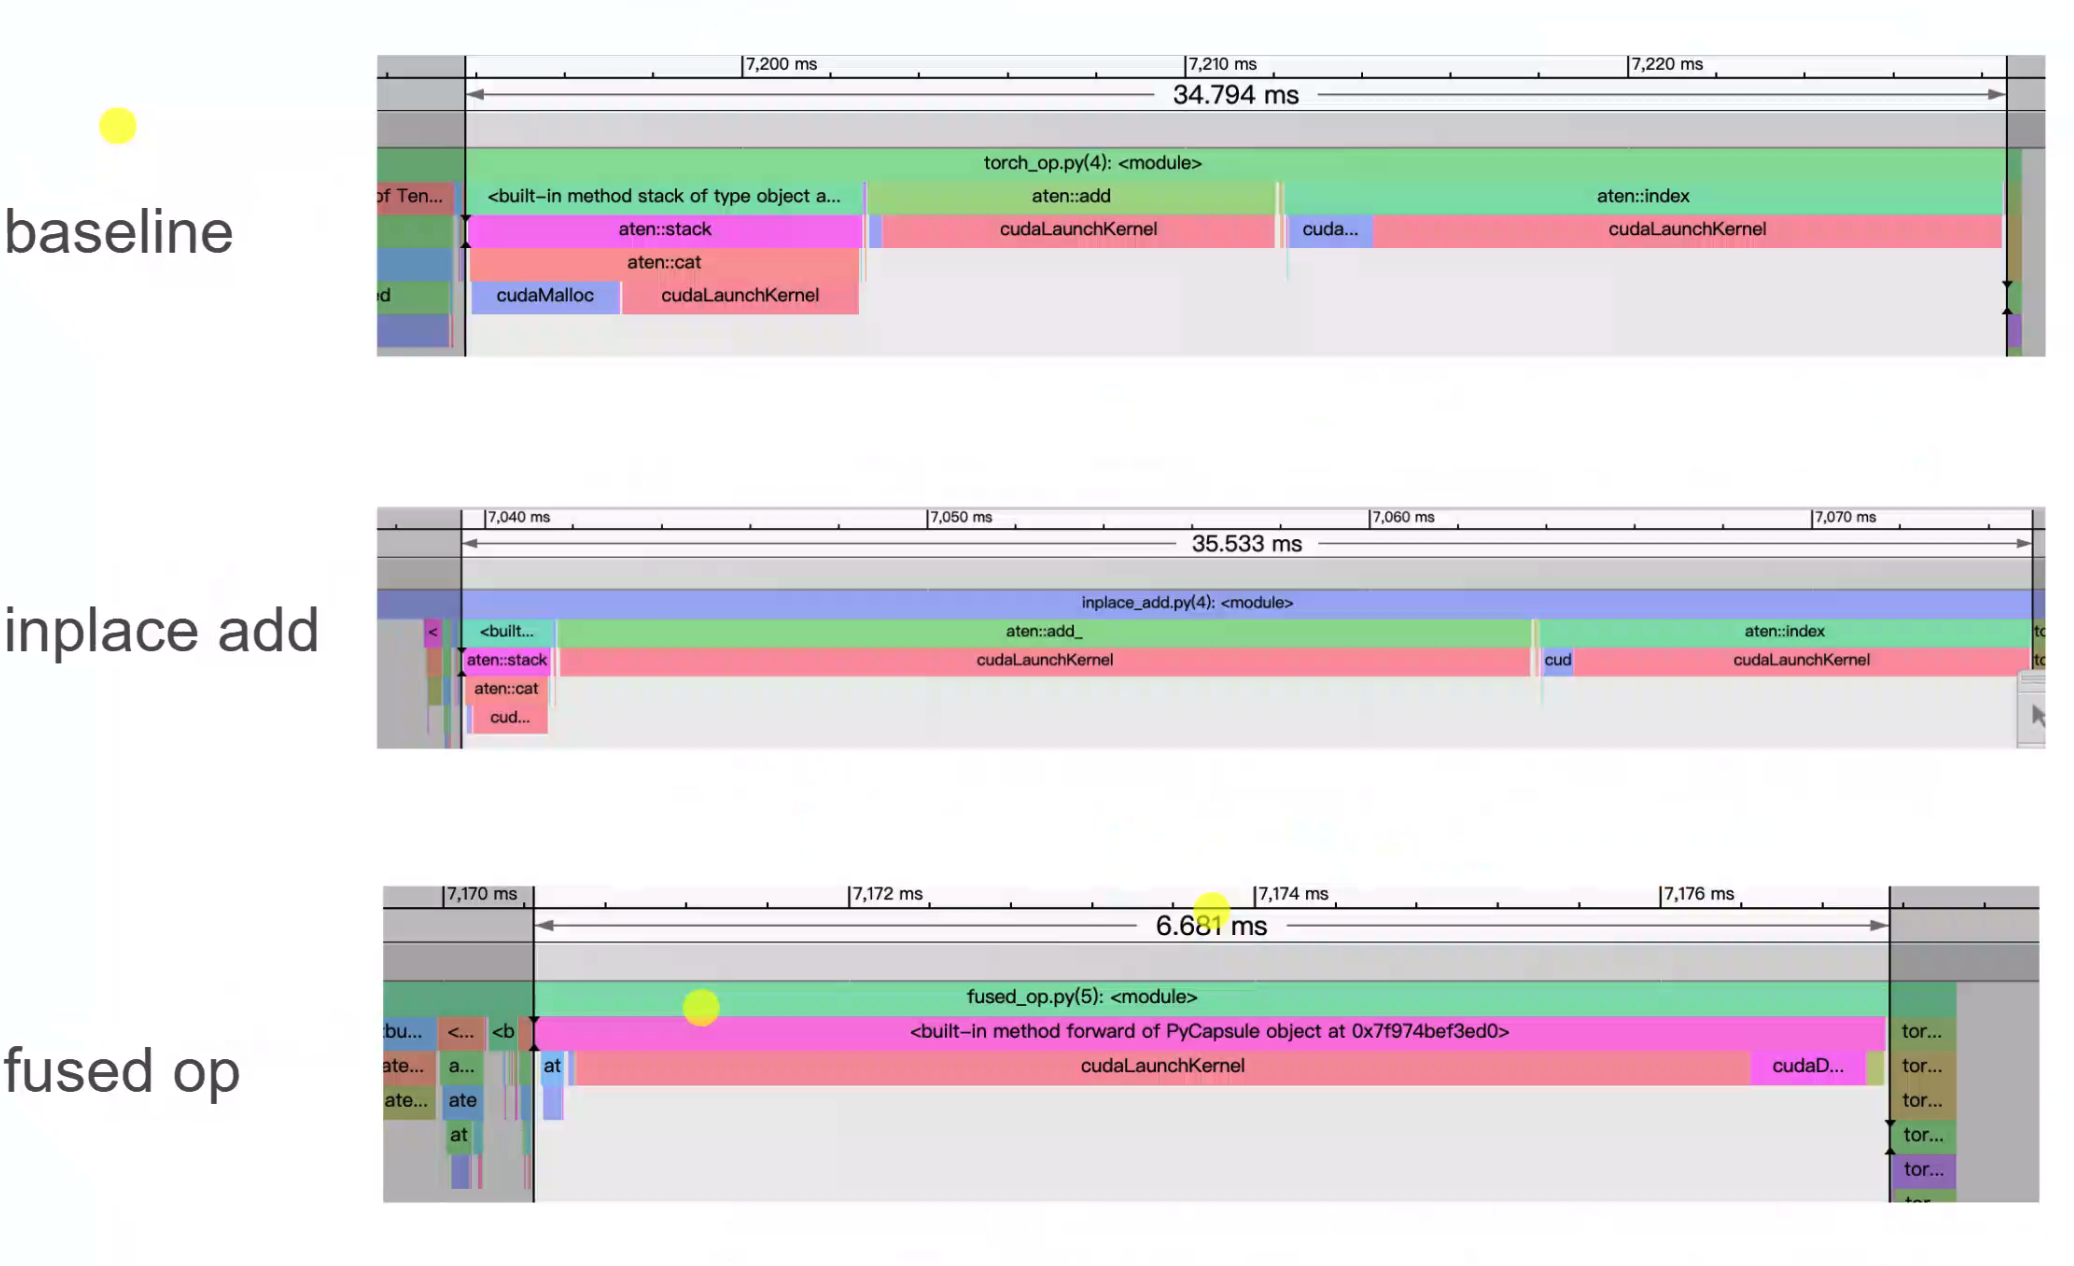 7,200 ms 7,210 ms 7,220 ms
34.794 ms
torch_op.py(4): <module>
of Ten... <built-in method stack of type object a... aten::add aten::index
baseline
aten::stack cudaLaunchKernel cuda... cudaLaunchKernel
aten::cat
ed cudaMalloc cudaLaunchKernel
7,040 ms 7,050 ms 7,060 ms 7,070 ms
35.533 ms
inplace_add.py(4): <module>
inplace add
< <built... aten::add_ aten::index to
aten::stack cudaLaunchKernel cud cudaLaunchKernel to
aten::cat
cud...
7,170 ms 7,172 ms 7,174 ms 7,176 ms
6.681 ms
fused_op.py(5): <module>
bu... <... <b <built-in method forward of PyCapsule object at 0x7f974bef3ed0> tor...
fused op
ate... a... at cudaLaunchKernel cudaD... tor...
ate... ate tor...
at tor...
tor...